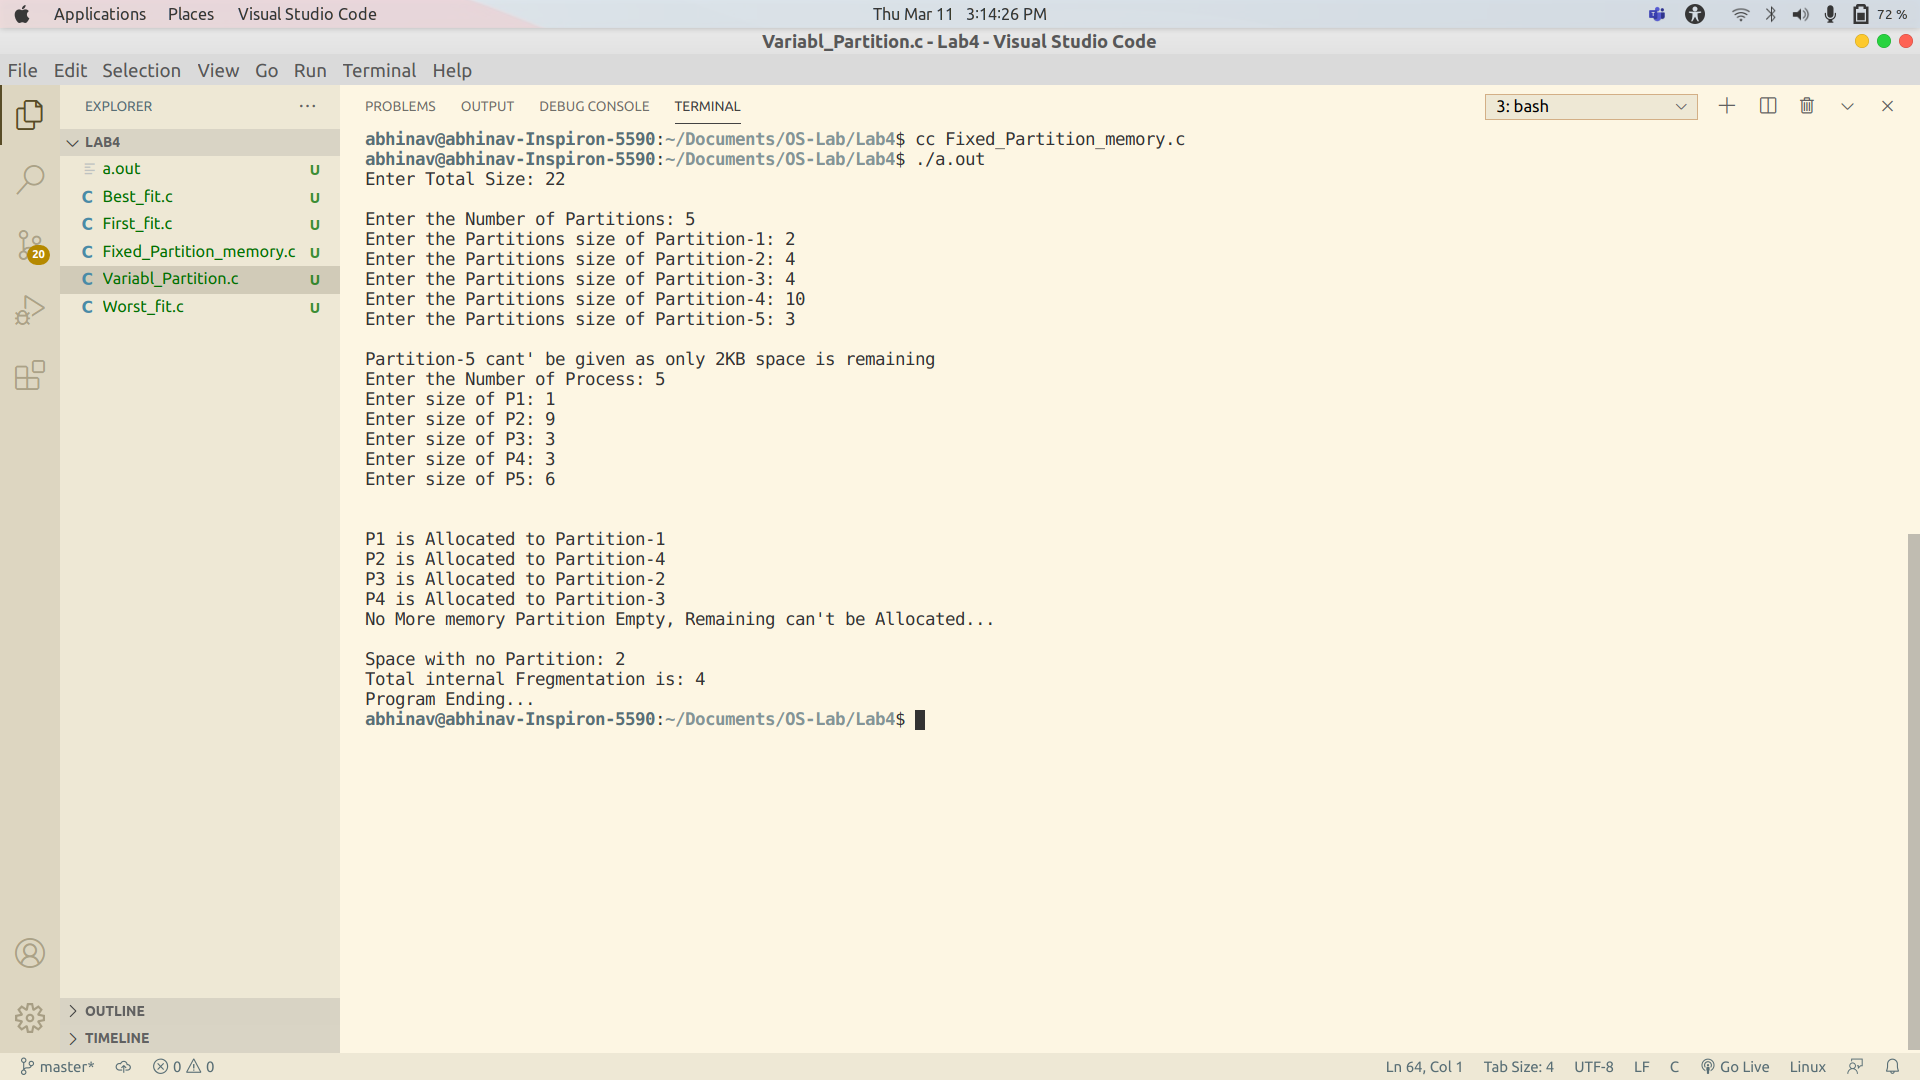 Applications Places Visual Studio Code Thu Mar 11 3:14:26 PM 72 %
Variabl_Partition.c - Lab4 - Visual Studio Code
File Edit Selection View Go Run Terminal Help
EXPLORER ...
LAB4
a.out U
C Best_fit.c U
C First_fit.c U
C Fixed_Partition_memory.c U
C Variabl_Partition.c U
C Worst_fit.c U
20
OUTLINE
TIMELINE
PROBLEMS OUTPUT DEBUG CONSOLE TERMINAL 3: bash
abhinav@abhinav-Inspiron-5590:~/Documents/OS-Lab/Lab4$ cc Fixed_Partition_memory.c
abhinav@abhinav-Inspiron-5590:~/Documents/OS-Lab/Lab4$ ./a.out
Enter Total Size: 22
Enter the Number of Partitions: 5
Enter the Partitions size of Partition-1: 2
Enter the Partitions size of Partition-2: 4
Enter the Partitions size of Partition-3: 4
Enter the Partitions size of Partition-4: 10
Enter the Partitions size of Partition-5: 3
Partition-5 cant' be given as only 2KB space is remaining
Enter the Number of Process: 5
Enter size of P1: 1
Enter size of P2: 9
Enter size of P3: 3
Enter size of P4: 3
Enter size of P5: 6
P1 is Allocated to Partition-1
P2 is Allocated to Partition-4
P3 is Allocated to Partition-2
P4 is Allocated to Partition-3
No More memory Partition Empty, Remaining can't be Allocated...
Space with no Partition: 2
Total internal Fregmentation is: 4
Program Ending...
abhinav@abhinav-Inspiron-5590:~/Documents/OS-Lab/Lab4$
master* 0 0 Ln 64, Col 1 Tab Size: 4 UTF-8 LF C Go Live Linux